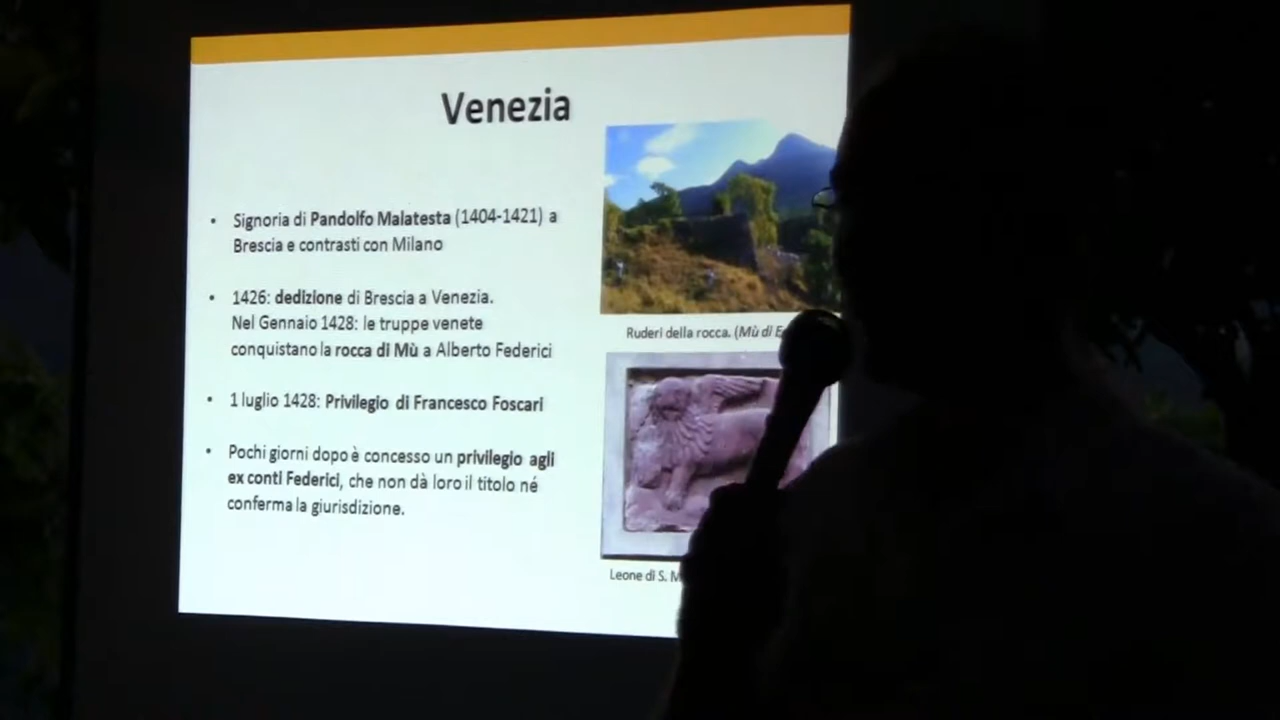 Venezia
• Signoria di Pandolfo Malatesta (1404-1421) a
Brescia e contrasti con Milano
• 1426: dedizione di Brescia a Venezia.
Nel Gennaio 1428: le truppe venete
conquistano la rocca di Mù a Alberto Federici
• 1 luglio 1428: Privilegio di Francesco Foscari
• Pochi giorni dopo è concesso un privilegio agli
ex conti Federici, che non dà loro il titolo né
conferma la giurisdizione.
Ruderi della rocca. (Mù di
Leone di S.